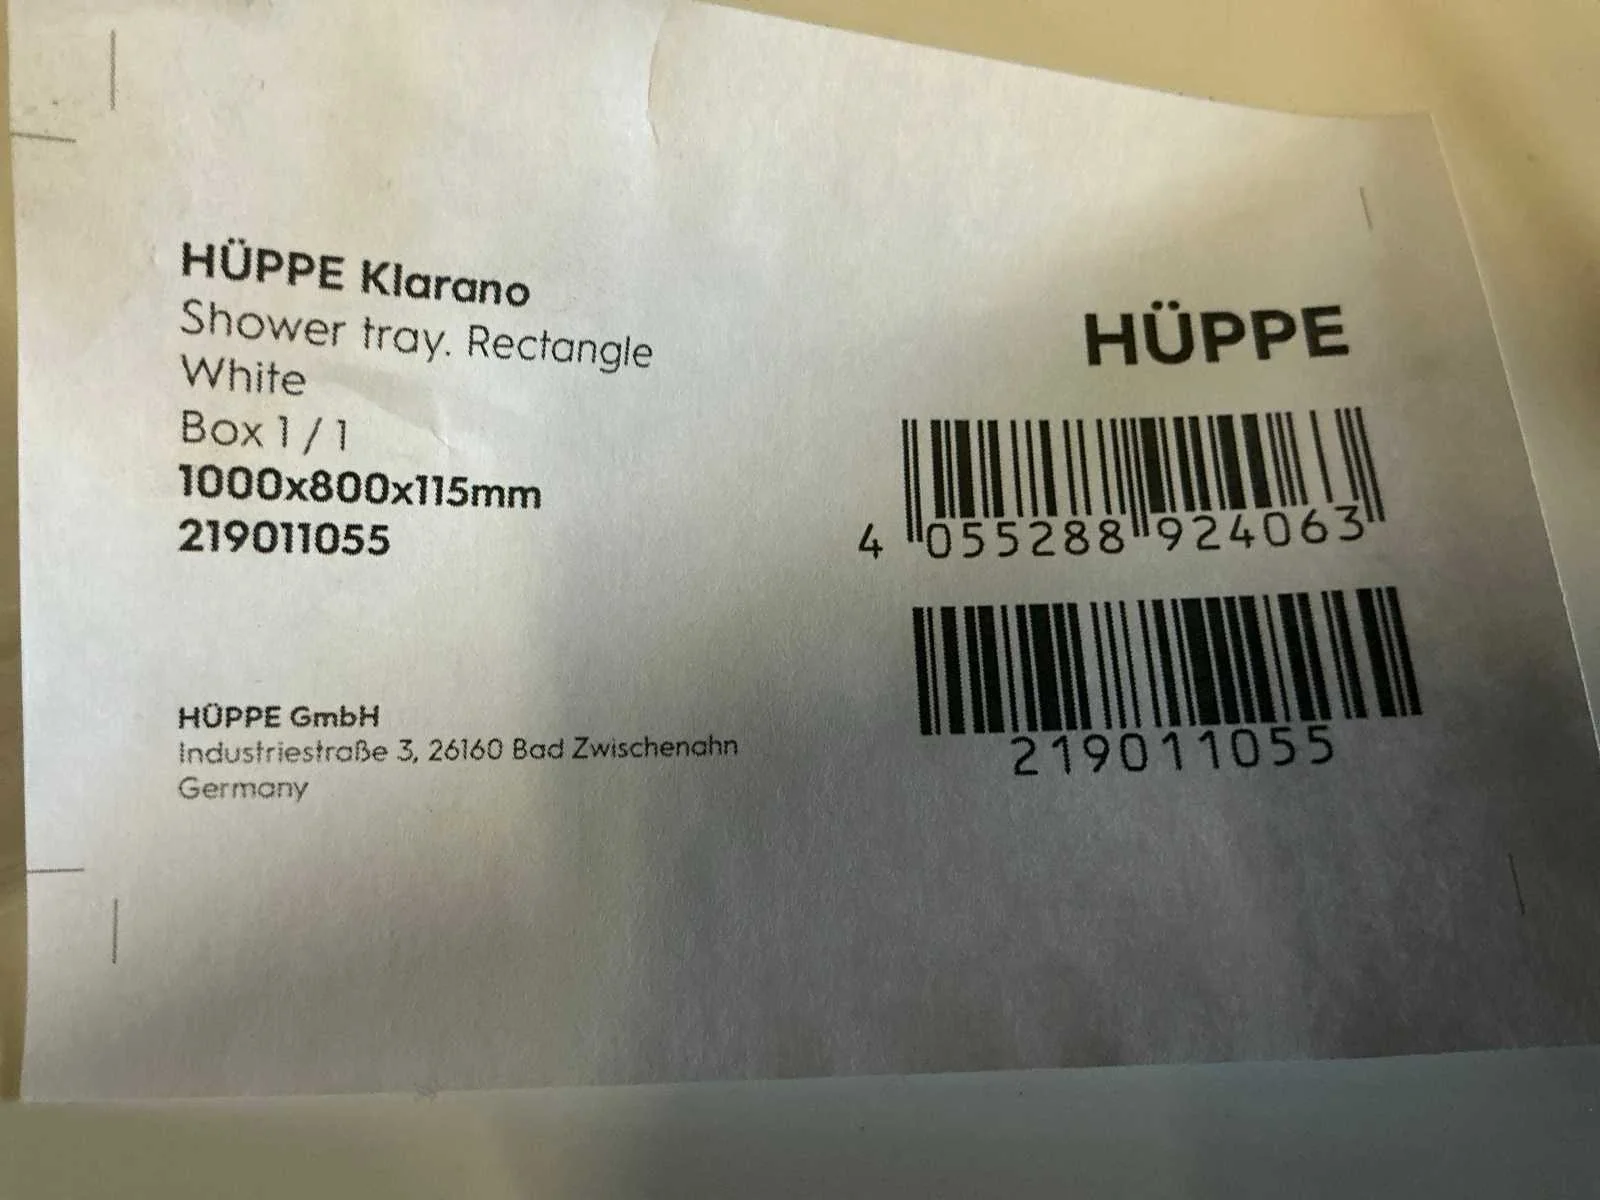 HÜPPE Klarano
Shower tray. Rectangle
White
Box 1 / 1
1000x800x115mm
219011055
HÜPPE GmbH
Industriestraße 3, 26160 Bad Zwischenahn
Germany
HÜPPE
4 055288 924063
219011055